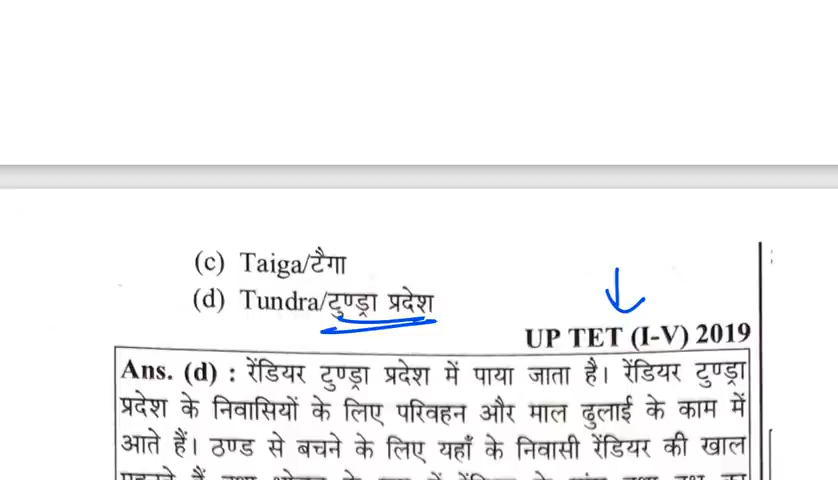 (c) Taiga/टैगा
(d) Tundra/टुण्ड्रा प्रदेश
UP TET (I-V) 2019
Ans. (d) : रेंडियर टुण्ड्रा प्रदेश में पाया जाता है। रेंडियर टुण्ड्रा
प्रदेश के निवासियों के लिए परिवहन और माल ढुलाई के काम में
आते हैं। ठण्ड से बचने के लिए यहाँ के निवासी रेंडियर की खाल